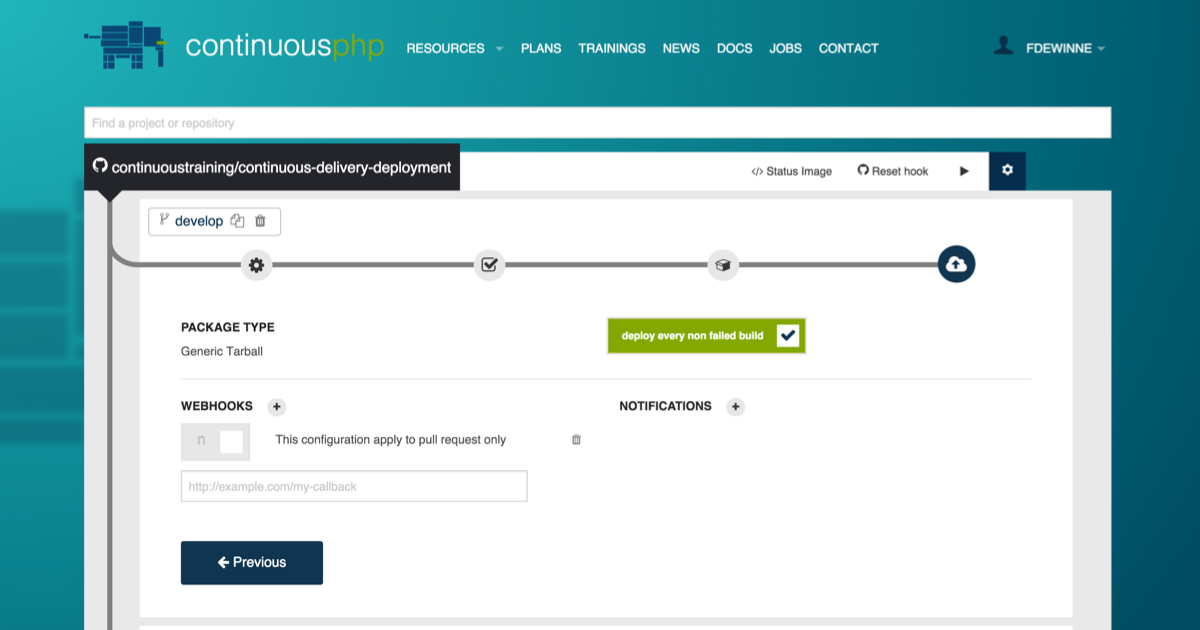 continuousphp RESOURCES PLANS TRAININGS NEWS DOCS JOBS CONTACT FDEWINNE
Find a project or repository
continuoustraining/continuous-delivery-deployment </> Status Image Reset hook
develop
PACKAGE TYPE
deploy every non failed build
Generic Tarball
WEBHOOKS + NOTIFICATIONS +
n This configuration apply to pull request only
http://example.com/my-callback
Previous